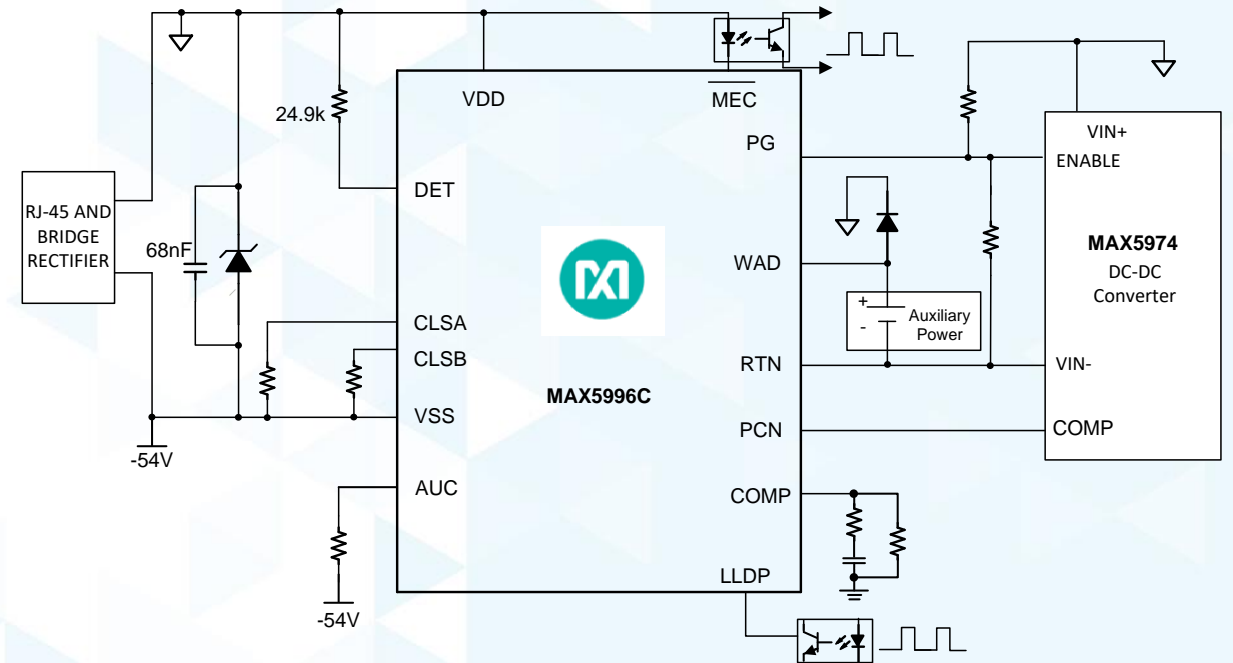 VDD
MEC
24.9k
PG
VIN+
ENABLE
DET
RJ-45 AND
BRIDGE
RECTIFIER
68nF
MAX5974
DC-DC
Converter
WAD
+
-
Auxiliary
Power
CLSA
CLSB
RTN
VIN-
MAX5996C
VSS
PCN
COMP
-54V
AUC
COMP
LLDP
-54V